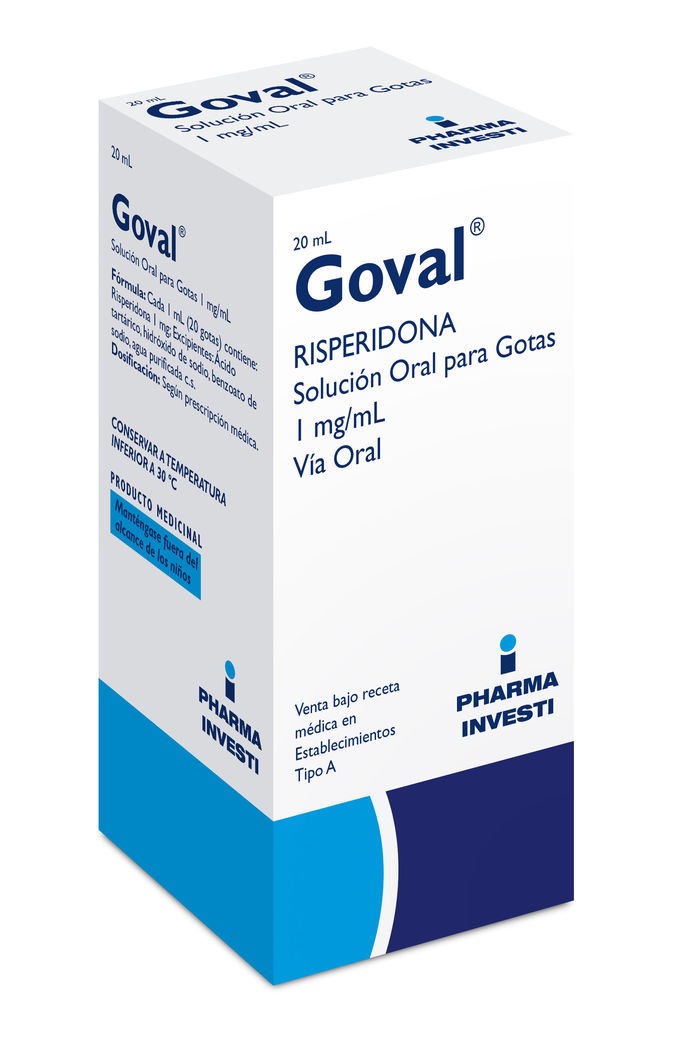 20 mL
Goval®
Solución Oral para Gotas
1 mg/mL
PHARMA
INVESTI
20 mL
Goval®
Solución Oral para Gotas 1 mg/mL
Fórmula: Cada 1 mL (20 gotas) contiene:
Risperidona 1 mg; Excipientes: Ácido
tartárico, hidróxido de sodio, benzoato de
sodio, agua purificada c.s.
Dosificación: Según prescripción médica.
CONSERVAR A TEMPERATURA
INFERIOR A 30 °C
PRODUCTO MEDICINAL
Manténgase fuera del
alcance de los niños
PHARMA
INVESTI
20 mL
Goval®
RISPERIDONA
Solución Oral para Gotas
1 mg/mL
Vía Oral
Venta bajo receta
médica en
Establecimientos
Tipo A
PHARMA
INVESTI